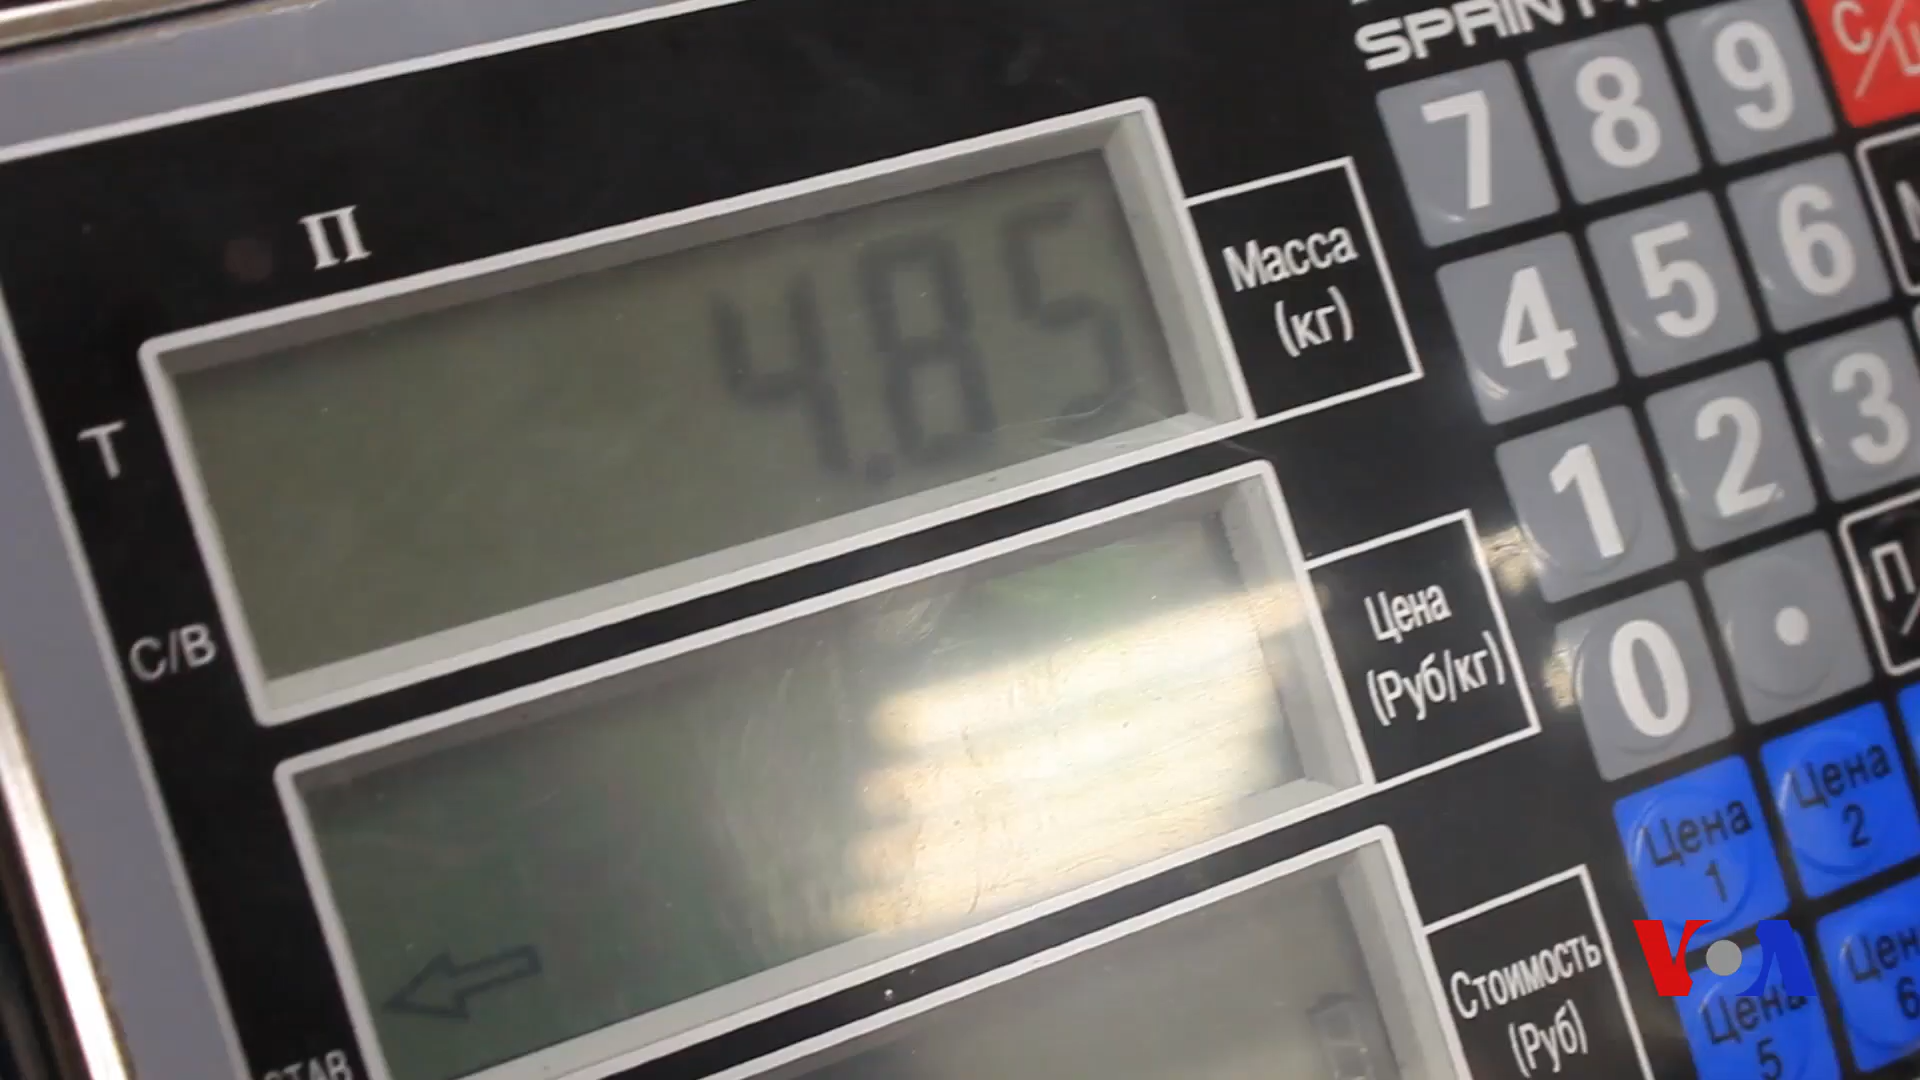 SPRINT
П
4.85
Масса
(кг)
Т
С/В
Цена
(Руб/кг)
Стоимость
(Руб)
7 8 9 С/
4 5 6
1 2 3
0 .
П/
Цена
1
Цена
2
Цена
5
VOA